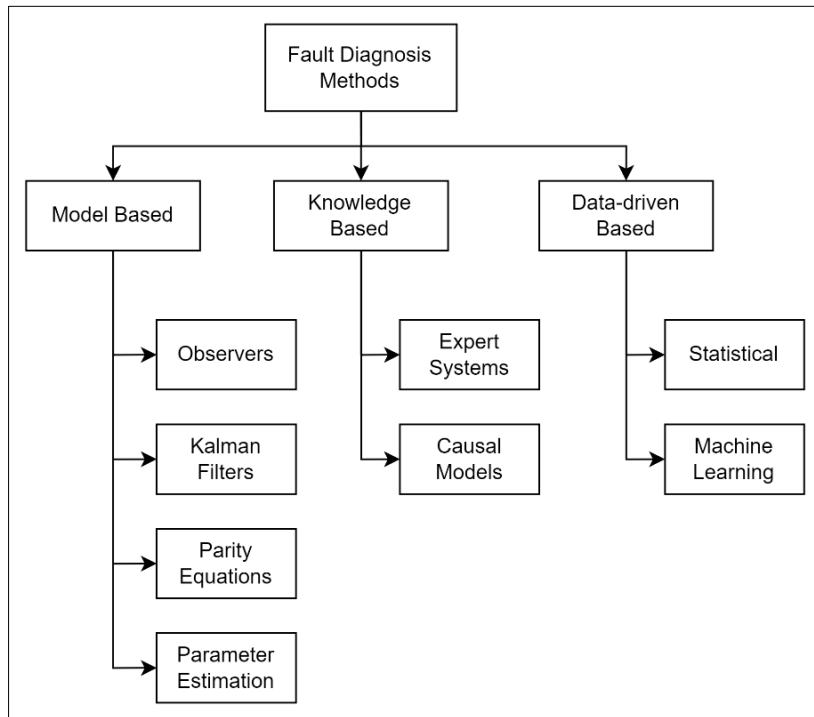 Fault Diagnosis
Methods
Model Based
Knowledge
Based
Data-driven
Based
Observers
Kalman
Filters
Parity
Equations
Parameter
Estimation
Expert
Systems
Causal
Models
Statistical
Machine
Learning